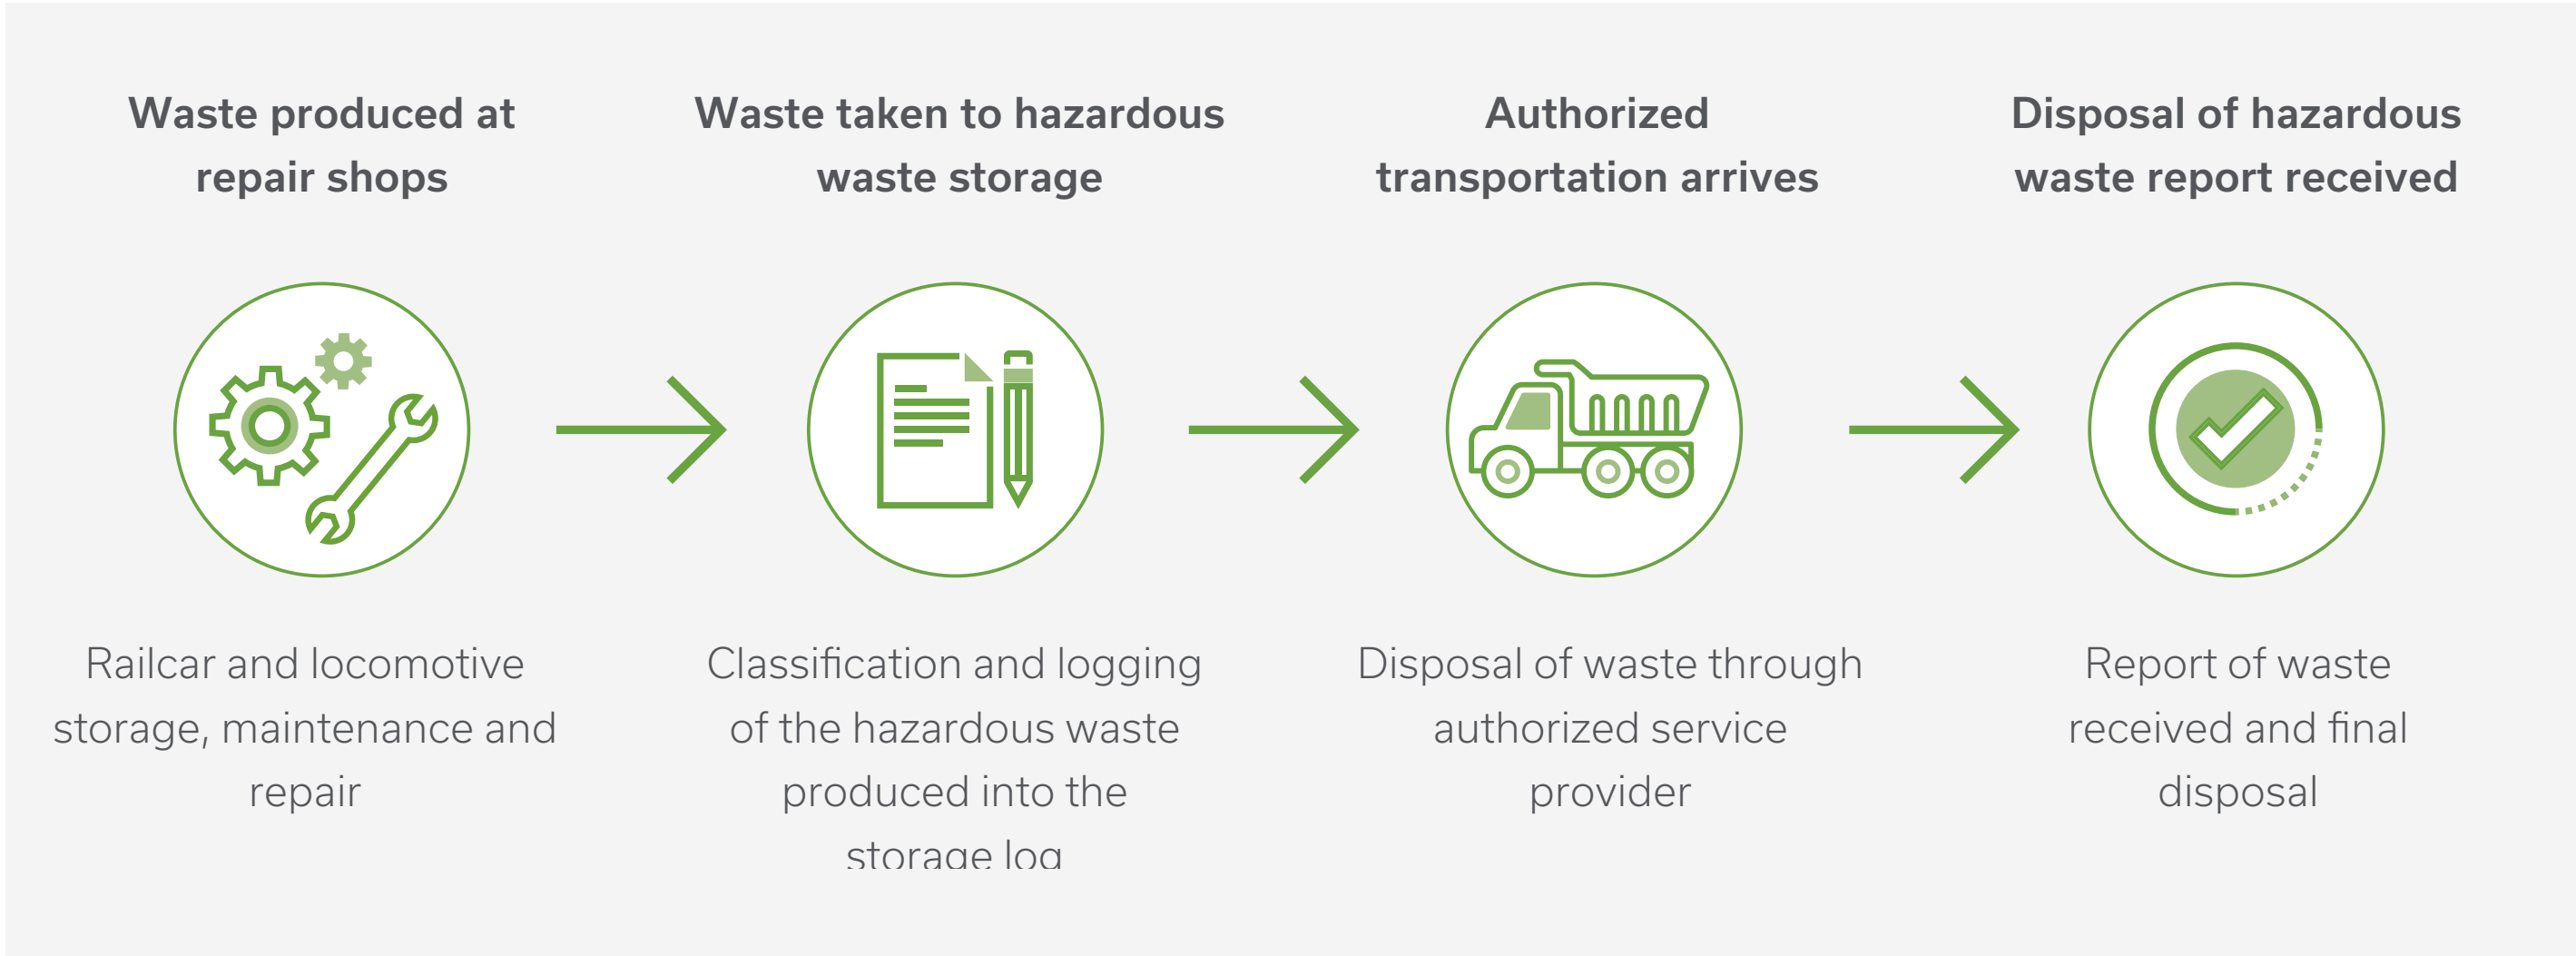 Waste produced at
repair shops
Waste taken to hazardous
waste storage
Authorized
transportation arrives
Disposal of hazardous
waste report received
Railcar and locomotive
storage, maintenance and
repair
Classification and logging
of the hazardous waste
produced into the
storage log
Disposal of waste through
authorized service
provider
Report of waste
received and final
disposal